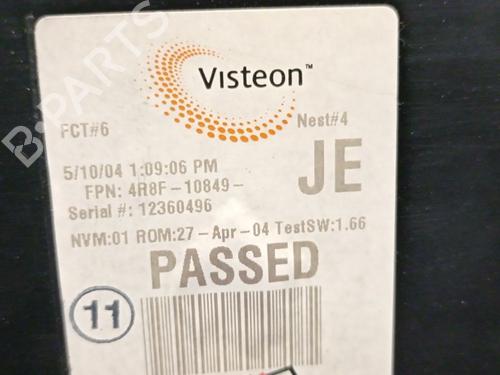 Visteon™
FCT#6
Nest#4
5/10/04 1:09:06 PM
JE
FPN: 4R8F-10849-
Serial #: 12360496
NVM:01 ROM:27-Apr-04 TestSW:1.66
PASSED
11
B-PARTS